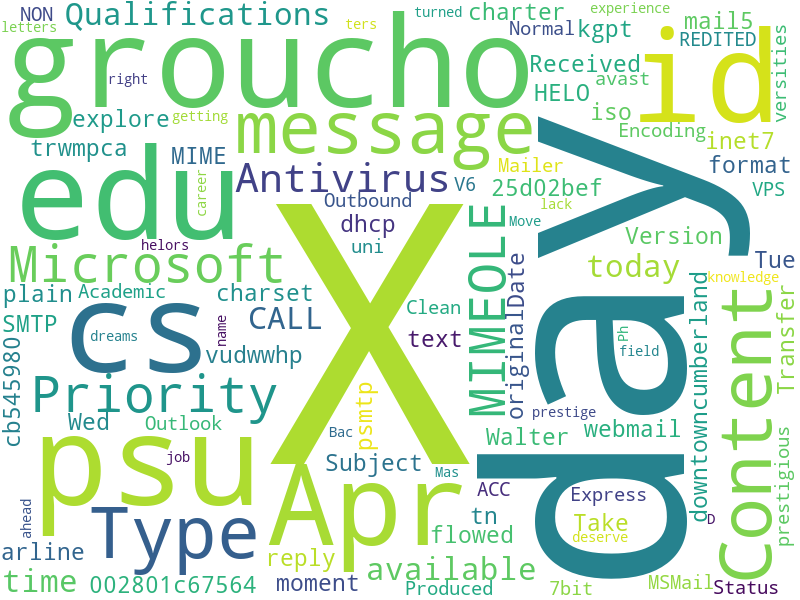 NON
Qualifications
ters
turned
charter
experience
letters
Normal
kgpt
mail5
REDITED
groucho
id
versities
right
Received
avast
HELO
explore
getting
message
iso
Encoding
inet7
trwmpca
MIME
Mailer
format
edu
career
Antivirus
V6
25d02bef
VPS
Outbound
lack
day
dhcp
Move
Version
helors
uni
Tue
Microsoft
X
MIMEOLE
originalDate
today
knowledge
plain
Academic
charset
Clean
downtowncumberland
Content
Transfer
SMTP
cs
CALL
text
Ph
field
dreams
name
vudwwhp
cb545980
Priority
psmtp
prestige
Wed
Outlook
Bac
Walter
webmail
psu
job
Subject
Mas
prestigious
Apr
ACC
Express
ahead
Type
tn
Take
D
arline
flowed
deserve
reply
available
time
002801c67564
moment
Produced
7bit
MSMail
Status